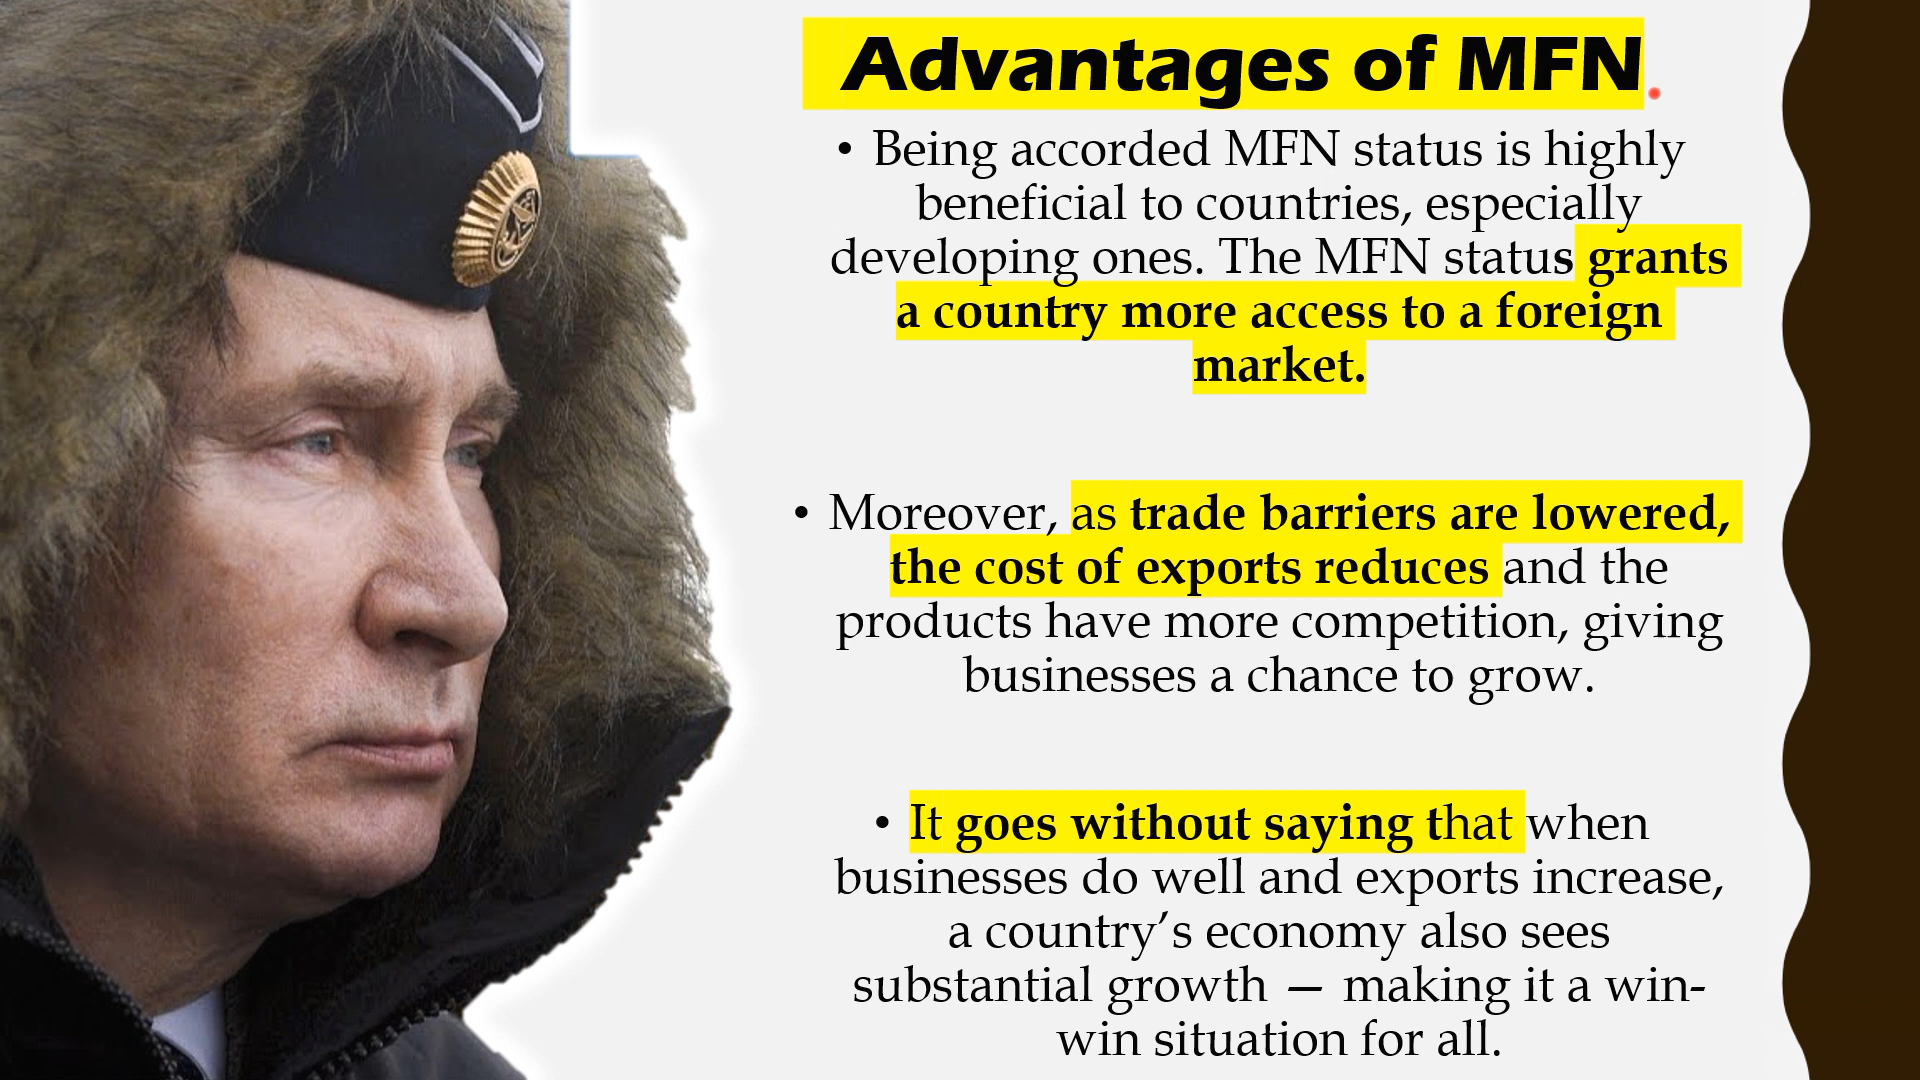 Advantages of MFN.
• Being accorded MFN status is highly
beneficial to countries, especially
developing ones. The MFN status grants
a country more access to a foreign
market.
• Moreover, as trade barriers are lowered,
the cost of exports reduces and the
products have more competition, giving
businesses a chance to grow.
• It goes without saying that when
businesses do well and exports increase,
a country’s economy also sees
substantial growth — making it a win-
win situation for all.